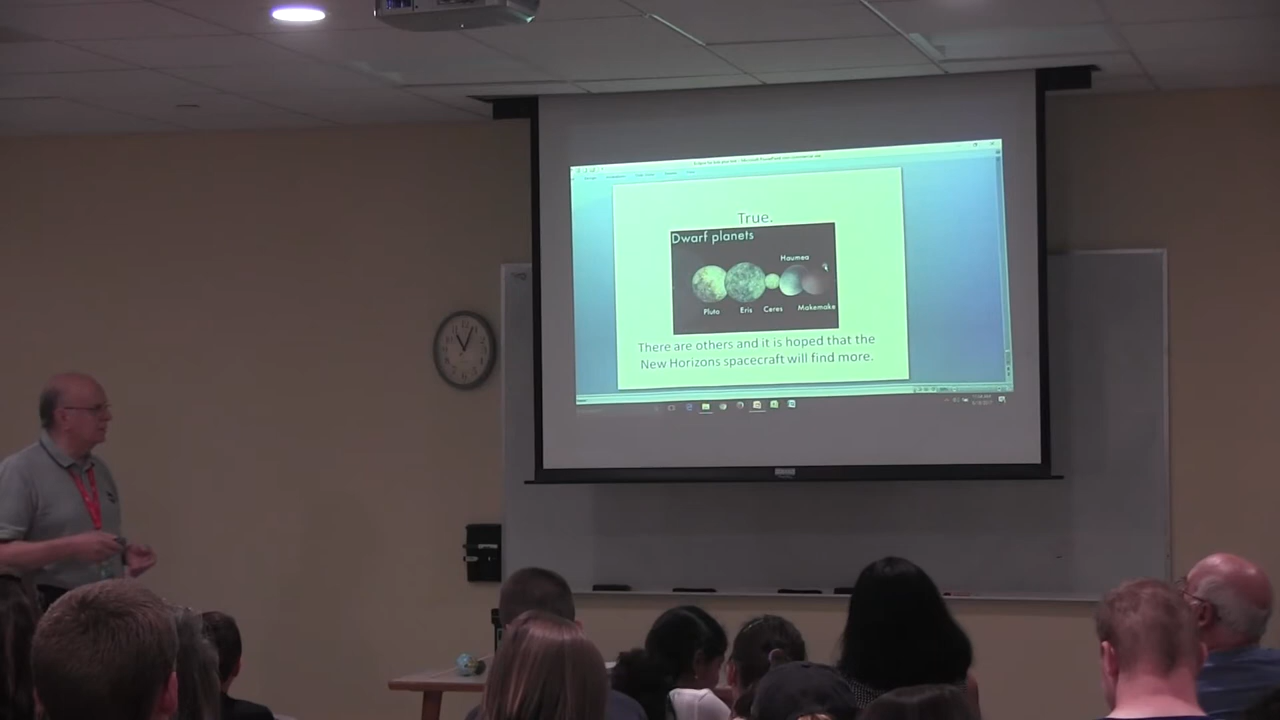 True.
Dwarf planets
Haumea
Pluto Eris Ceres Makemake
There are others and it is hoped that the
New Horizons spacecraft will find more.